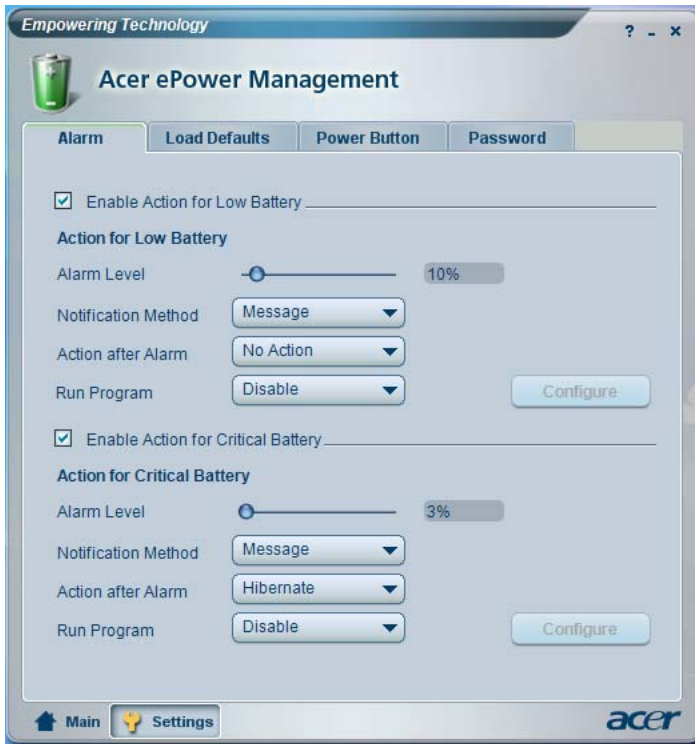 Empowering Technology
? - x
Acer ePower Management
Alarm Load Defaults Power Button Password
Enable Action for Low Battery
Action for Low Battery
Alarm Level 10%
Notification Method Message
Action after Alarm No Action
Run Program Disable Configure
Enable Action for Critical Battery
Action for Critical Battery
Alarm Level 3%
Notification Method Message
Action after Alarm Hibernate
Run Program Disable Configure
Main Settings acer